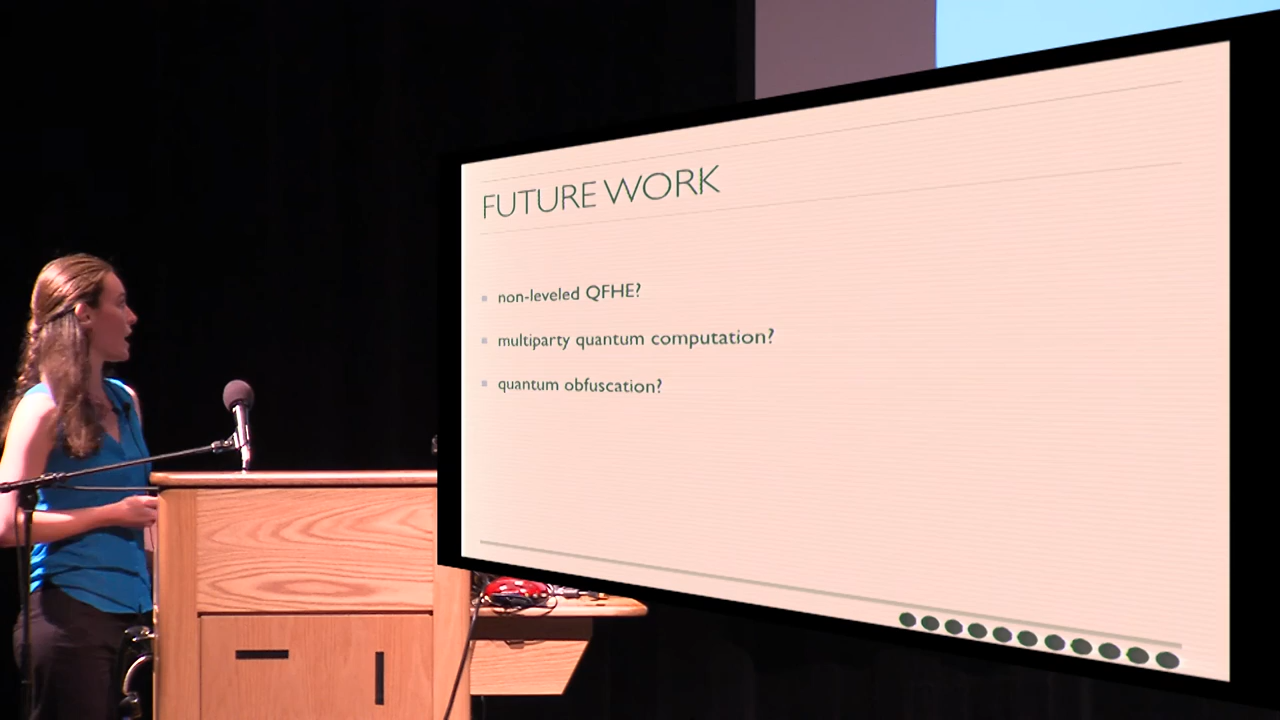 FUTURE WORK
non-leveled QFHE?
multiparty quantum computation?
quantum obfuscation?